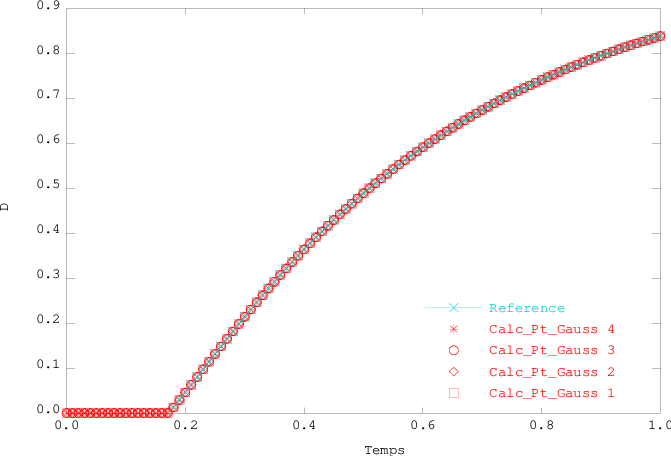 0.9
0.8
0.7
0.6
0.5
0.4
0.3
0.2
0.1
0.0
D
0.0 0.2 0.4 0.6 0.8 1.0
Temps
Reference
Calc_Pt_Gauss 4
Calc_Pt_Gauss 3
Calc_Pt_Gauss 2
Calc_Pt_Gauss 1